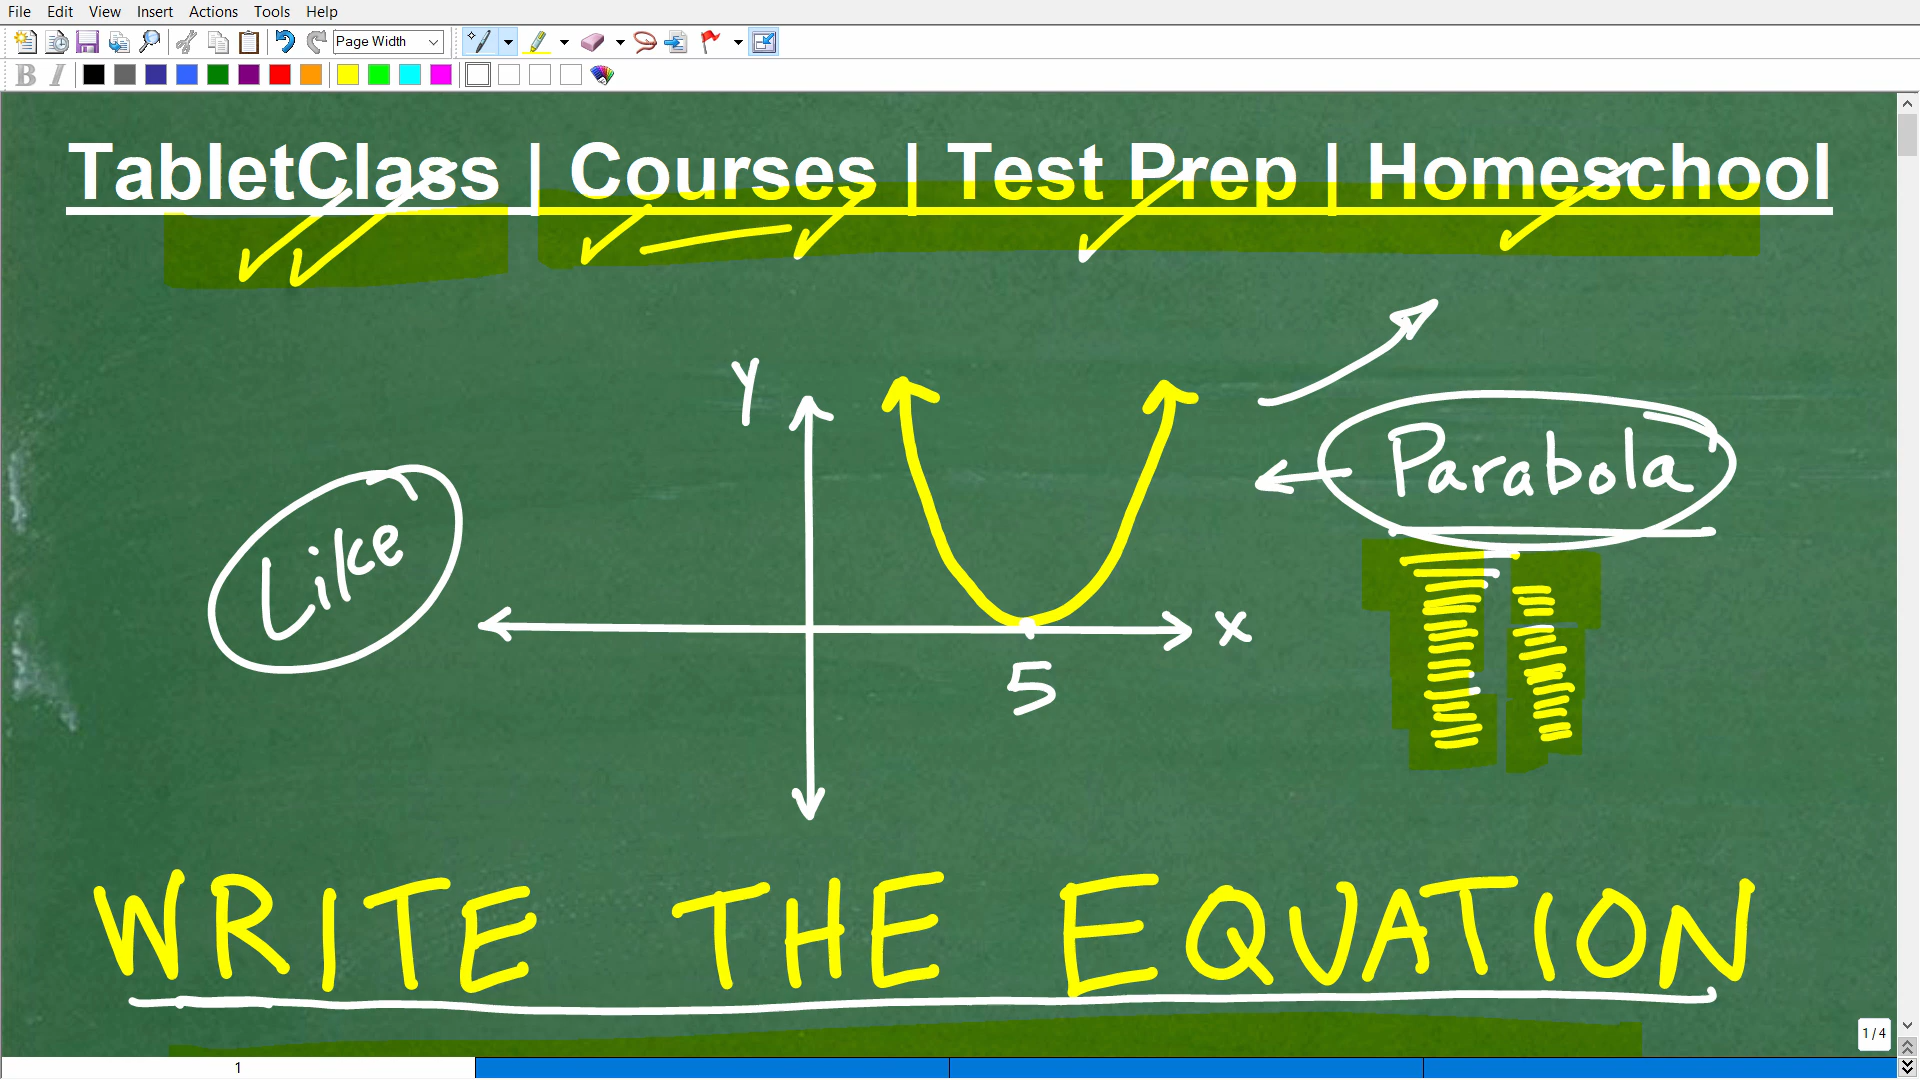 File Edit View Insert Actions Tools Help
Page Width
B I
TabletClass | Courses | Test Prep | Homeschool
Y
Parabola
Like
X
5
WRITE THE EQUATION
1 / 4
1